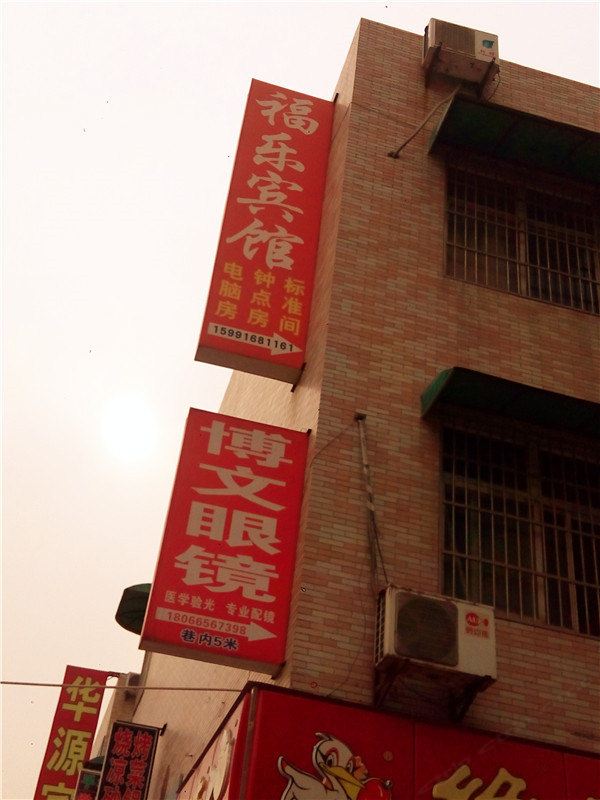 福乐宾馆
标准间
钟点房
电脑房
15991681161
博文眼镜
医学验光 专业配镜
18066567398
巷内5米
华源宾